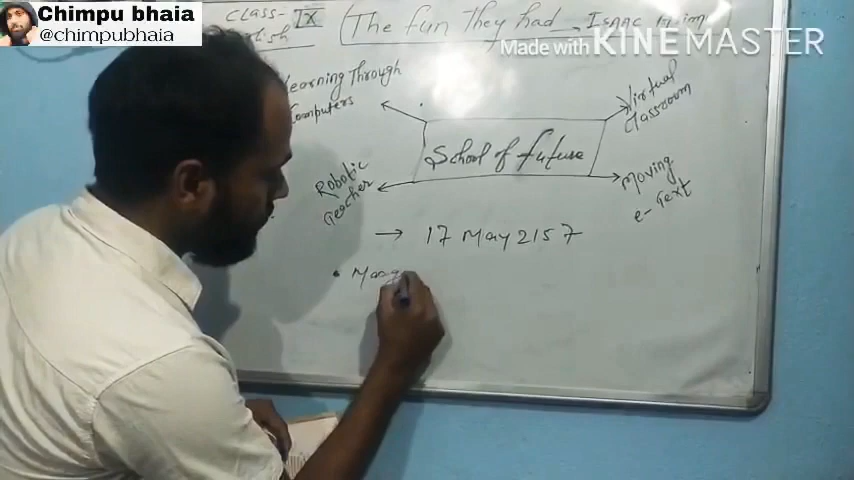 Chimpu bhaia
@chimpubhaia
CLASS- IX
The fun They had - Isaac
Made with KINEMASTER
Learning Through
Computers
Virtual
Classroom
School of future
Robotic
Teacher
Moving
e-Text
→ 17 May 2157